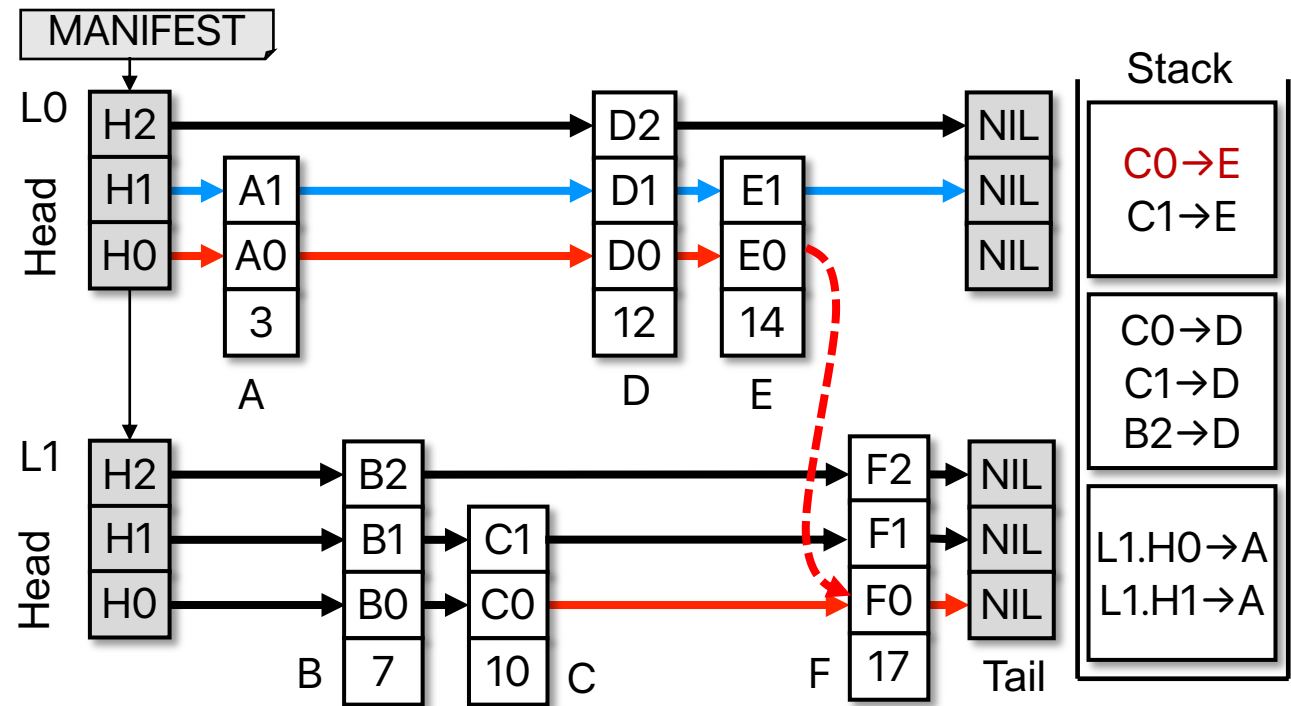 MANIFEST
Stack
L0
Head
H2
D2
NIL
H1
A1
D1
E1
NIL
H0
A0
D0
E0
NIL
3
12
14
A
D
E
L1
Head
H2
B2
F2
NIL
H1
B1
C1
F1
NIL
H0
B0
C0
F0
NIL
B
7
10
C
F
17
Tail
C0→E
C1→E
C0→D
C1→D
B2→D
L1.H0→A
L1.H1→A